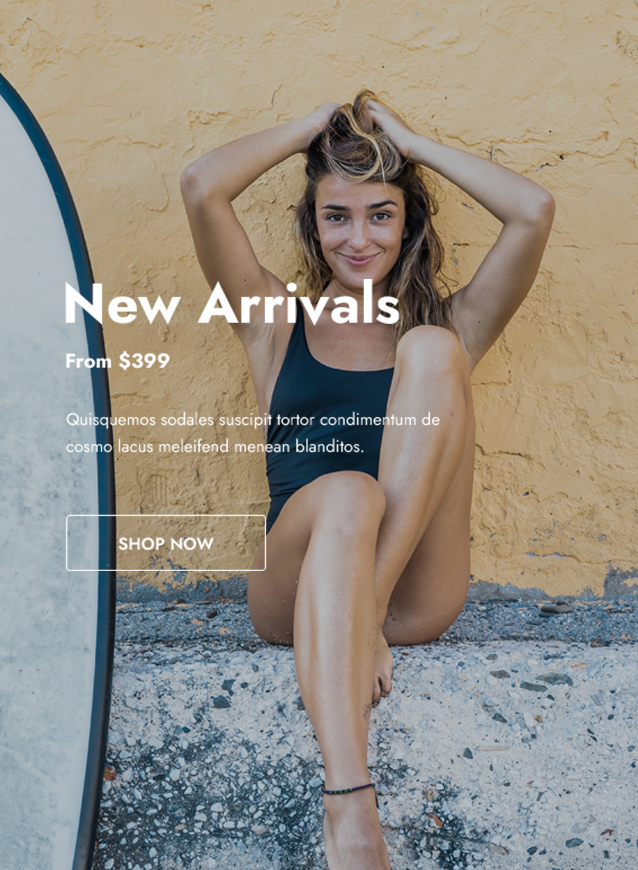 New Arrivals
From $399
Quisquemos sodales suscipit tortor condimentum de
cosmo lacus meleifend menean blanditos.
SHOP NOW